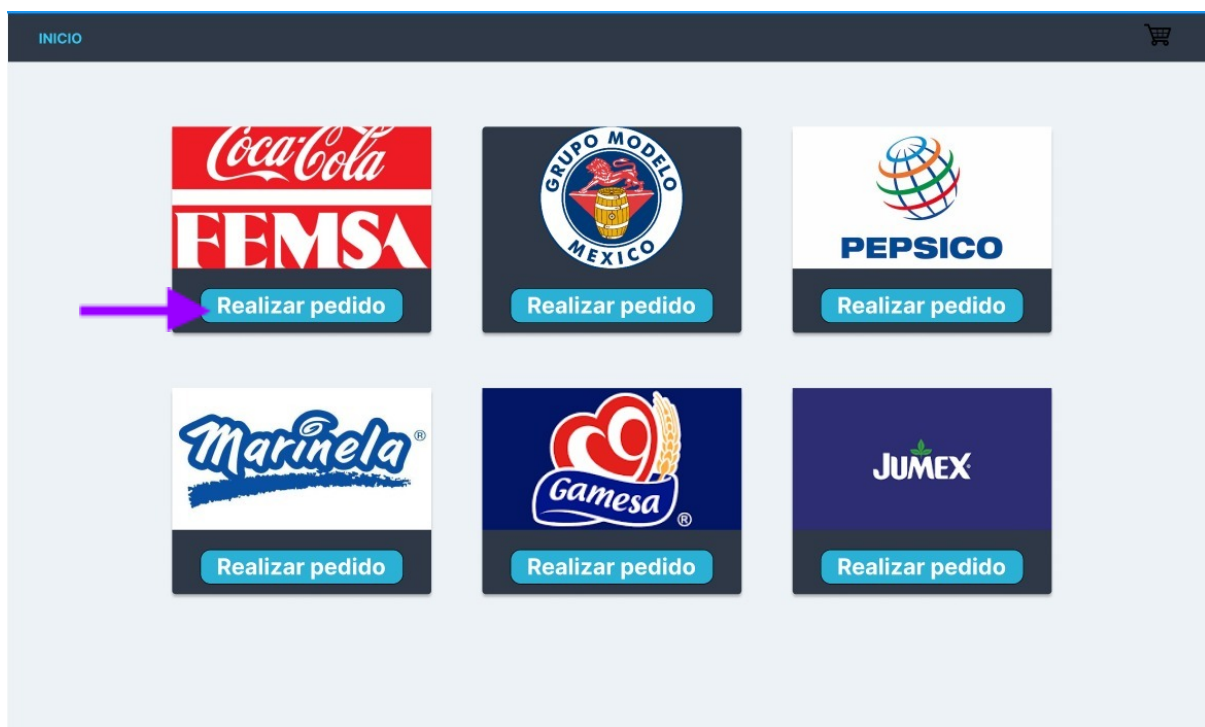 INICIO
Coca-Cola
FEMSA
Realizar pedido
GRUPO MODELO
MEXICO
Realizar pedido
PEPSICO
Realizar pedido
Marinela®
Realizar pedido
Gamesa®
Realizar pedido
JUMEX
Realizar pedido